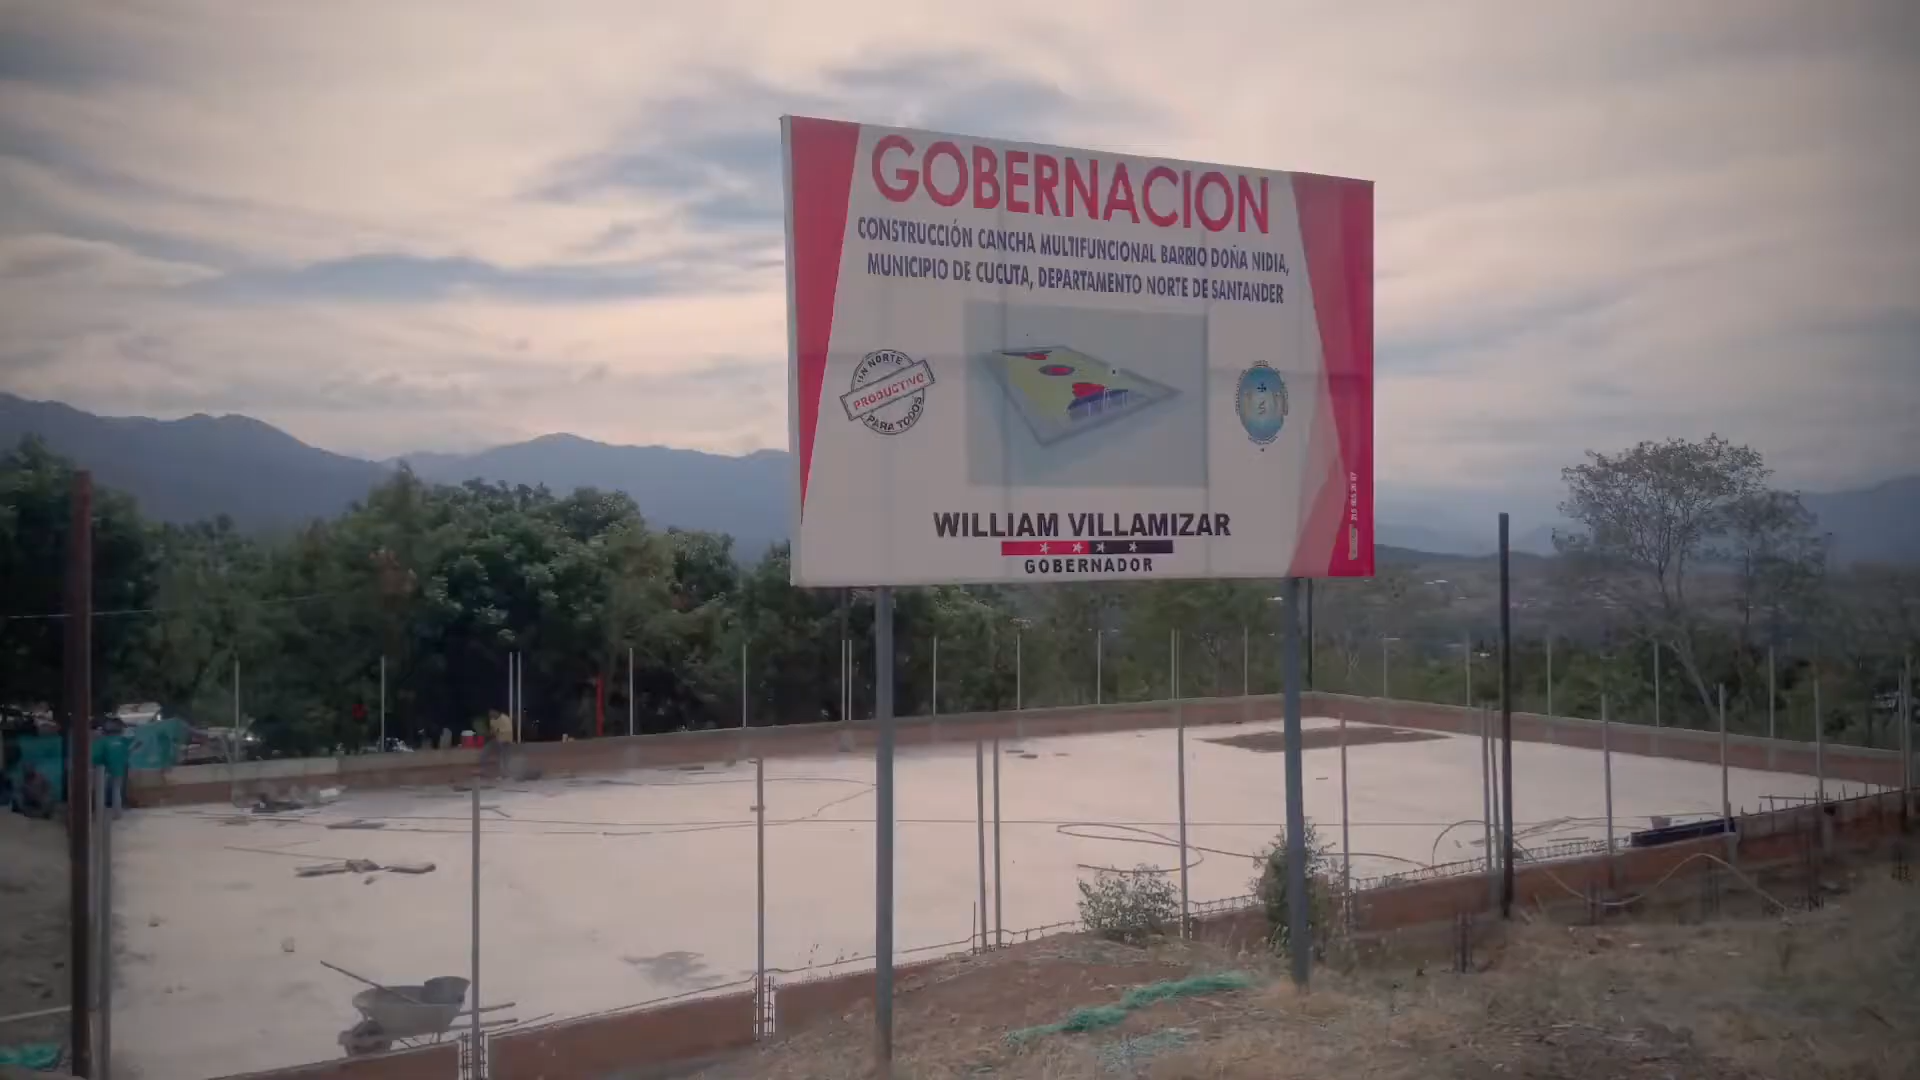 GOBERNACION
CONSTRUCCIÓN CANCHA MULTIFUNCIONAL BARRIO DOÑA NIDIA,
MUNICIPIO DE CUCUTA, DEPARTAMENTO NORTE DE SANTANDER
UN NORTE
PRODUCTIVO
PARA TODOS
WILLIAM VILLAMIZAR
GOBERNADOR